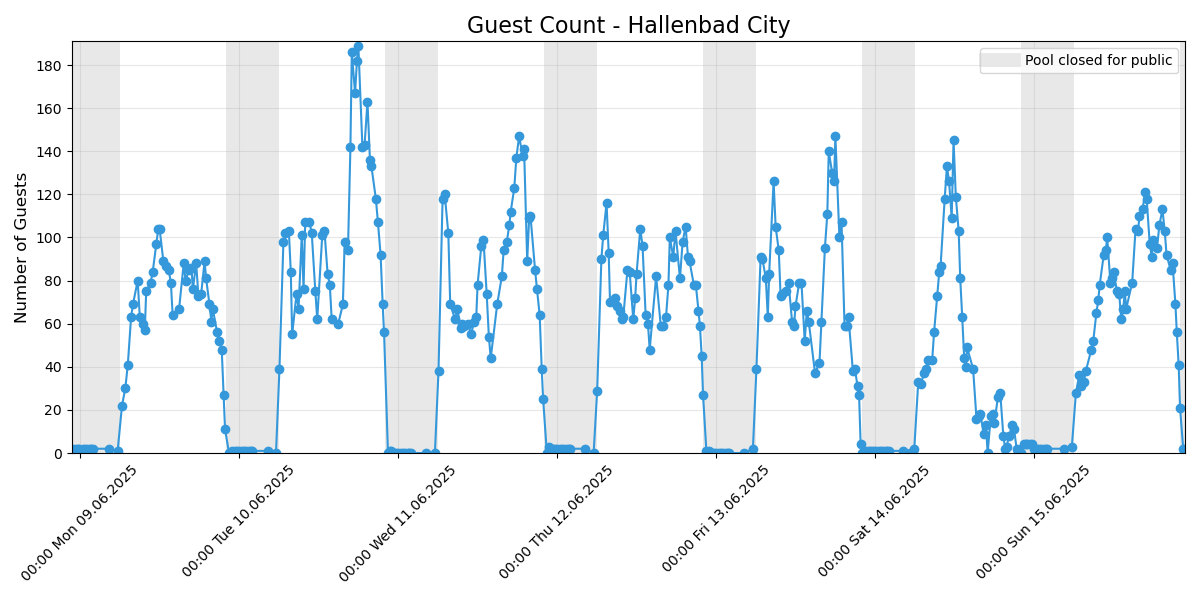 Guest Count - Hallenbad City
Pool closed for public
Number of Guests
180
160
140
120
100
80
60
40
20
0
00:00 Mon 09.06.2025
00:00 Tue 10.06.2025
00:00 Wed 11.06.2025
00:00 Thu 12.06.2025
00:00 Fri 13.06.2025
00:00 Sat 14.06.2025
00:00 Sun 15.06.2025